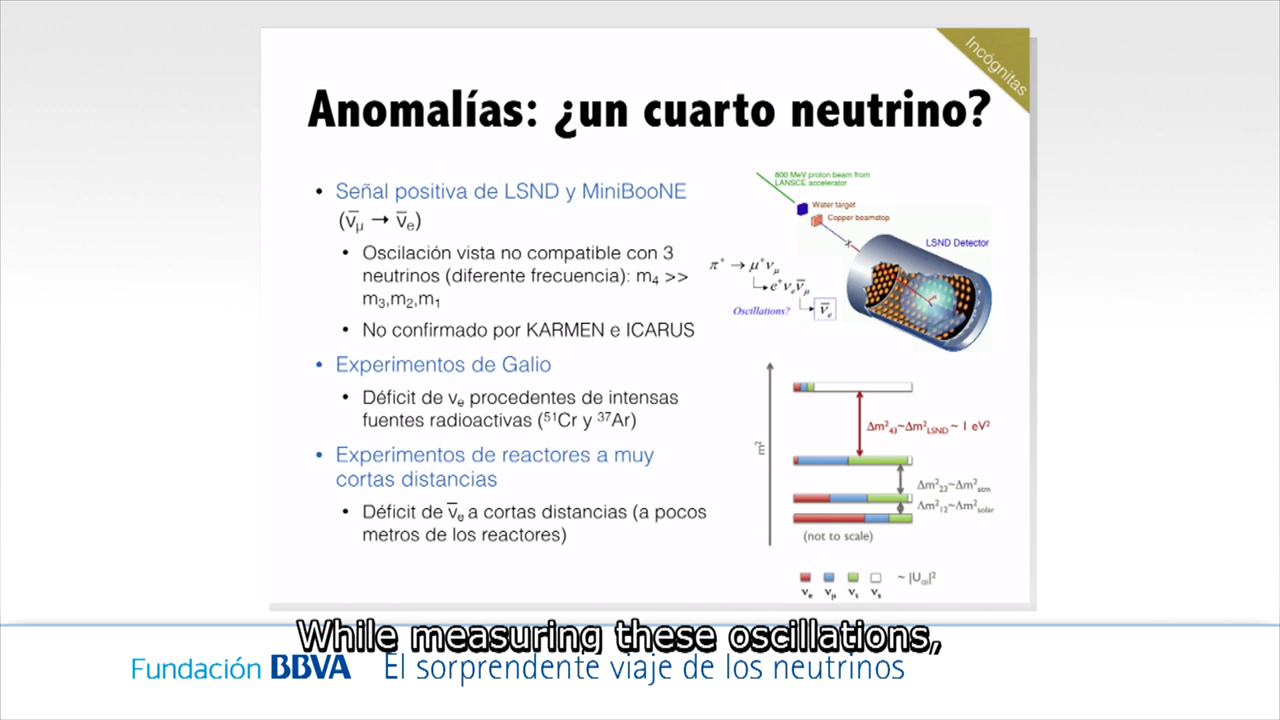 Incógnitas
Anomalías: ¿un cuarto neutrino?
• Señal positiva de LSND y MiniBooNE
(ν̅μ → ν̅e)
• Oscilación vista no compatible con 3
neutrinos (diferente frecuencia): m₄ >>
m₃,m₂,m₁
• No confirmado por KARMEN e ICARUS
• Experimentos de Galio
• Déficit de νe procedentes de intensas
fuentes radioactivas (⁵¹Cr y ³⁷Ar)
• Experimentos de reactores a muy
cortas distancias
• Déficit de ν̅e a cortas distancias (a pocos
metros de los reactores)
800 MeV proton beam from
LANSCE accelerator
Water target
Copper beamstop
LSND Detector
π⁺ → μ⁺νμ
e⁺νeν̅μ
Oscillations? ν̅e
m²
Δm²₄₃~Δm²LSND ~ 1 eV²
Δm²₂₃~Δm²atm
Δm²₁₂~Δm²solar
(not to scale)
~ |Uαi|²
νe νμ ντ νs
While measuring these oscillations,
Fundación BBVA El sorprendente viaje de los neutrinos